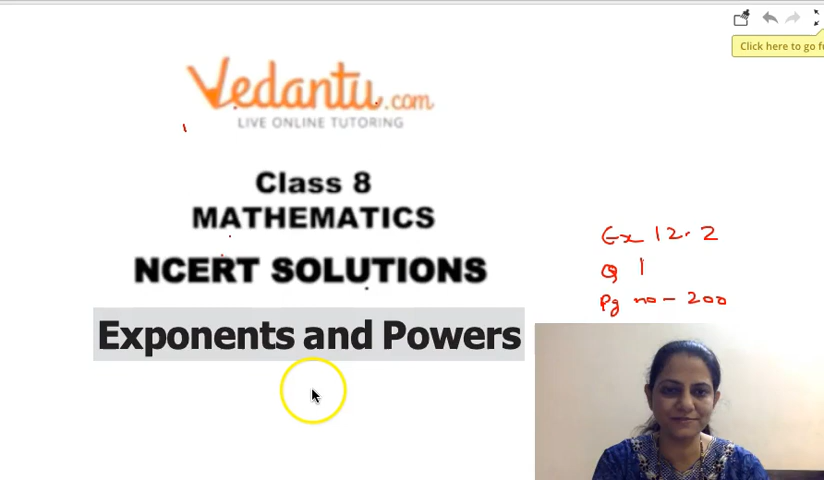 Click here to go fu
Vedantu.com
LIVE ONLINE TUTORING
Class 8
MATHEMATICS
NCERT SOLUTIONS
Exponents and Powers
Ex 12.2
Q 1
Pg no - 200